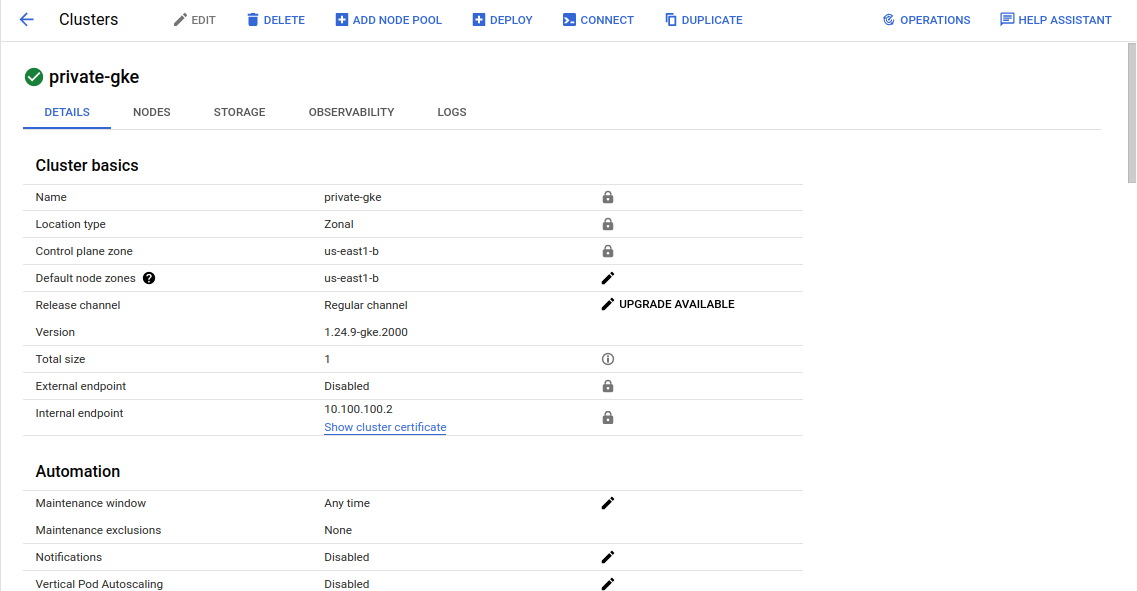 Clusters EDIT DELETE ADD NODE POOL DEPLOY CONNECT DUPLICATE OPERATIONS HELP ASSISTANT
private-gke
DETAILS NODES STORAGE OBSERVABILITY LOGS
Cluster basics
Name private-gke
Location type Zonal
Control plane zone us-east1-b
Default node zones ? us-east1-b
Release channel Regular channel UPGRADE AVAILABLE
Version 1.24.9-gke.2000
Total size 1
External endpoint Disabled
Internal endpoint 10.100.100.2
Show cluster certificate
Automation
Maintenance window Any time
Maintenance exclusions None
Notifications Disabled
Vertical Pod Autoscaling Disabled